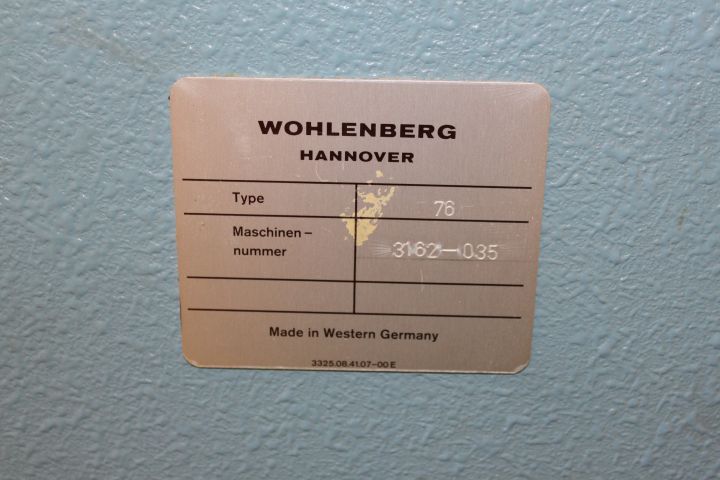 WOHLENBERG
HANNOVER
Type 76
Maschinen-
nummer 3162-035
Made in Western Germany
3325.08.41.07-00 E